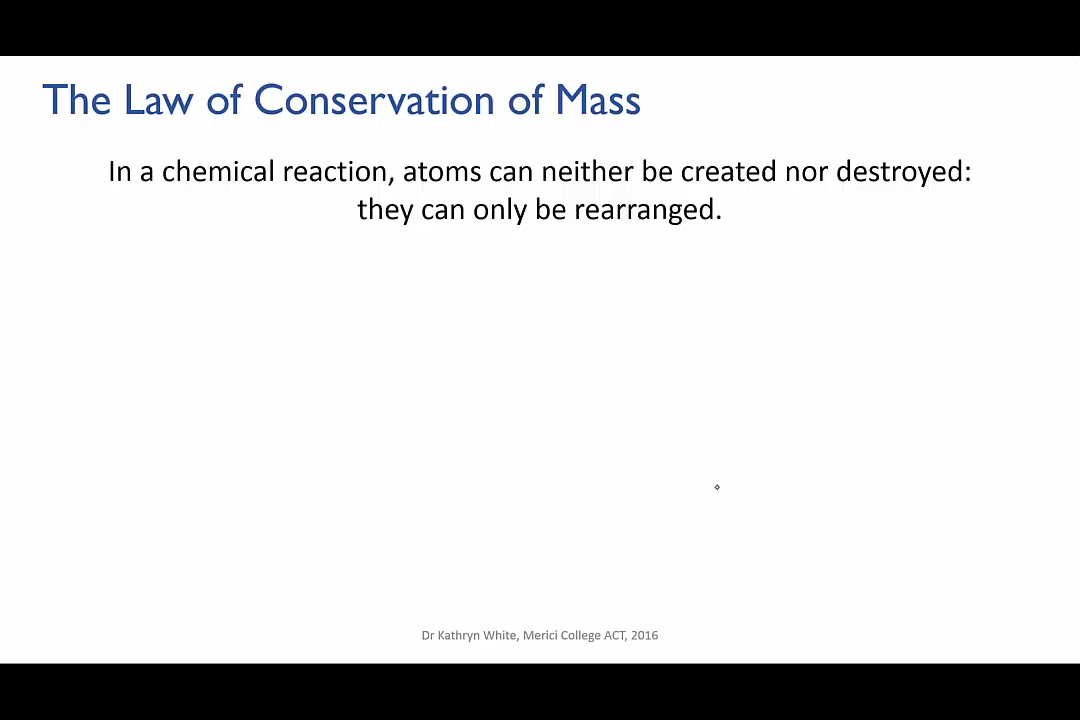 The Law of Conservation of Mass
In a chemical reaction, atoms can neither be created nor destroyed:
they can only be rearranged.
Dr Kathryn White, Merici College ACT, 2016